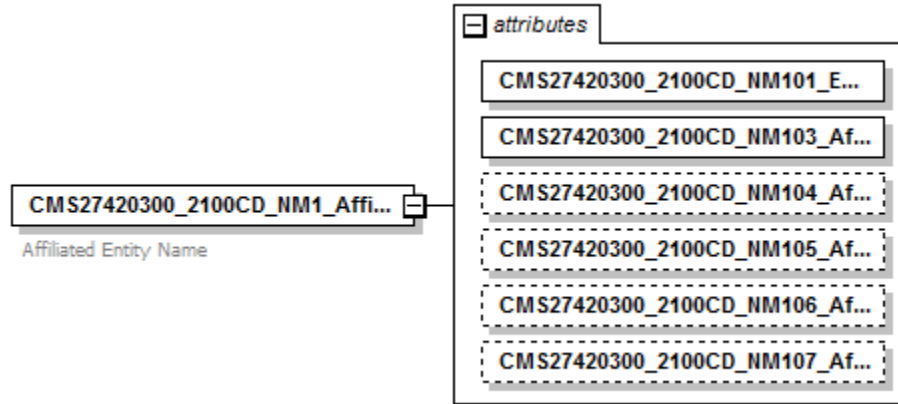 attributes
CMS27420300_2100CD_NM101_E...
CMS27420300_2100CD_NM103_Af...
CMS27420300_2100CD_NM1_Affi...
CMS27420300_2100CD_NM104_Af...
Affiliated Entity Name
CMS27420300_2100CD_NM105_Af...
CMS27420300_2100CD_NM106_Af...
CMS27420300_2100CD_NM107_Af...